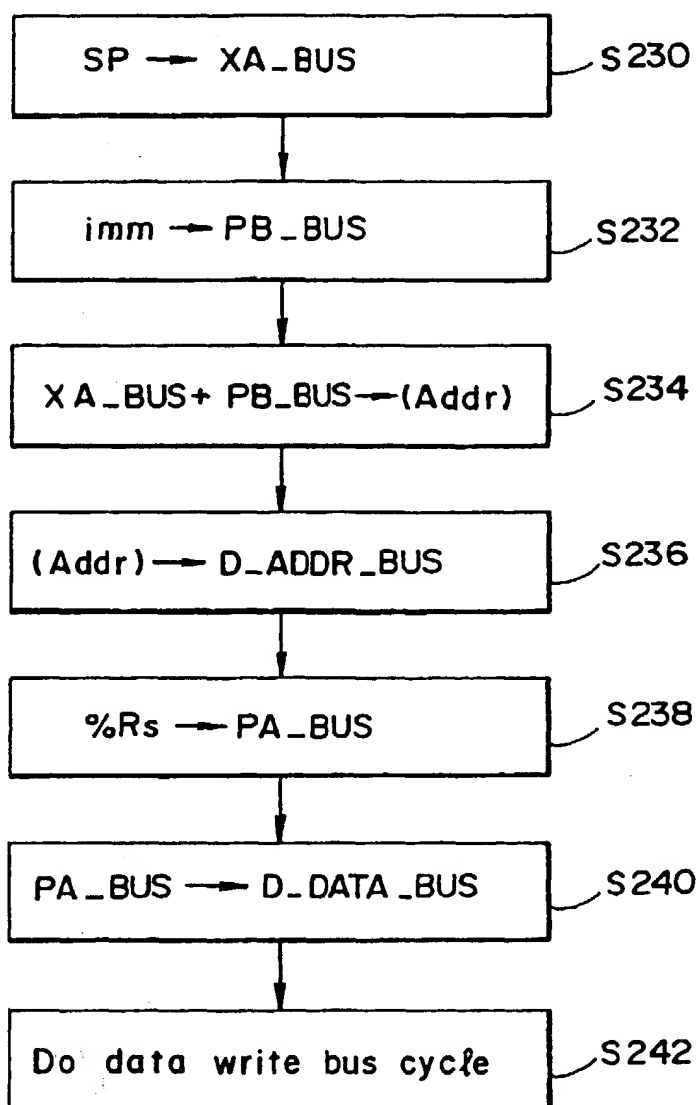 SP → XA_BUS S230
imm → PB_BUS S232
XA_BUS + PB_BUS → (Addr) S234
(Addr) → D_ADDR_BUS S236
%Rs → PA_BUS S238
PA_BUS → D_DATA_BUS S240
Do data write bus cycle S242